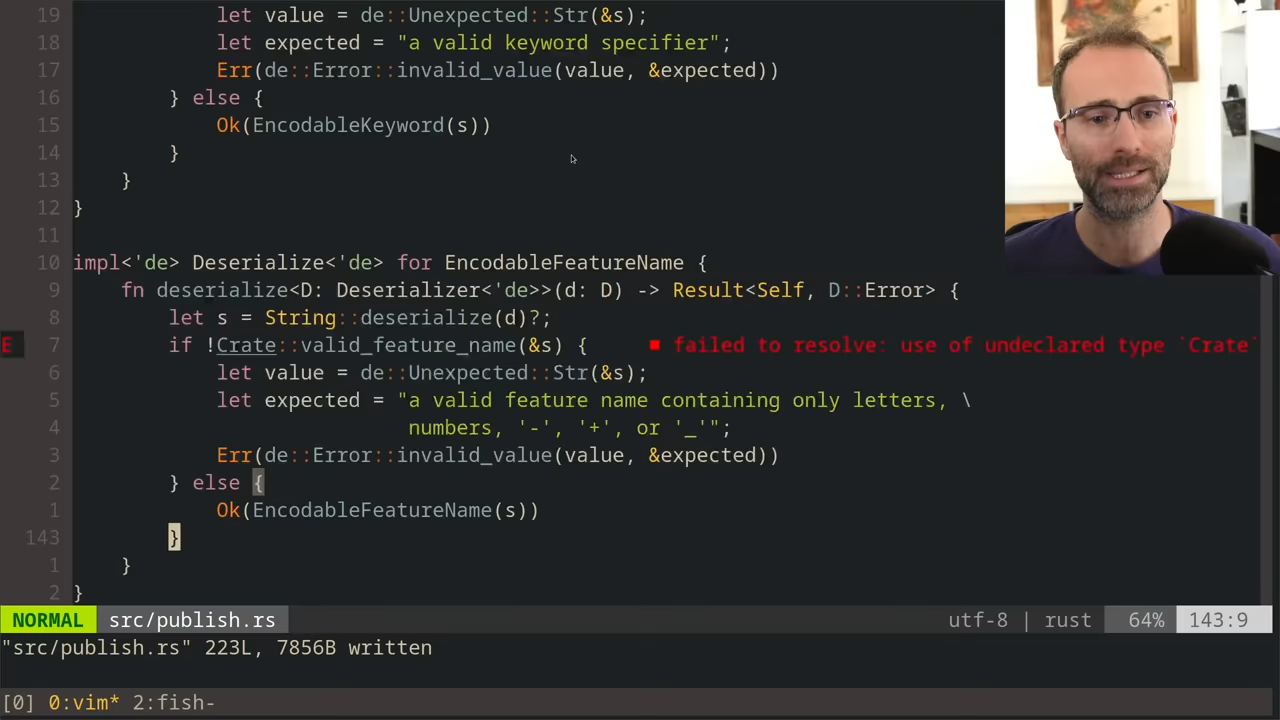 19 let value = de::Unexpected::Str(&s);
18 let expected = "a valid keyword specifier";
17 Err(de::Error::invalid_value(value, &expected))
16 } else {
15 Ok(EncodableKeyword(s))
14 }
13 }
12 }
11
10 impl<'de> Deserialize<'de> for EncodableFeatureName {
9 fn deserialize<D: Deserializer<'de>>(d: D) -> Result<Self, D::Error> {
8 let s = String::deserialize(d)?;
E 7 if !Crate::valid_feature_name(&s) { ■ failed to resolve: use of undeclared type `Crate`
6 let value = de::Unexpected::Str(&s);
5 let expected = "a valid feature name containing only letters, \
4 numbers, '-', '+', or '_'";
3 Err(de::Error::invalid_value(value, &expected))
2 } else {
1 Ok(EncodableFeatureName(s))
143 }
1 }
2 }
NORMAL src/publish.rs utf-8 | rust 64% 143:9
"src/publish.rs" 223L, 7856B written
[0] 0:vim* 2:fish-